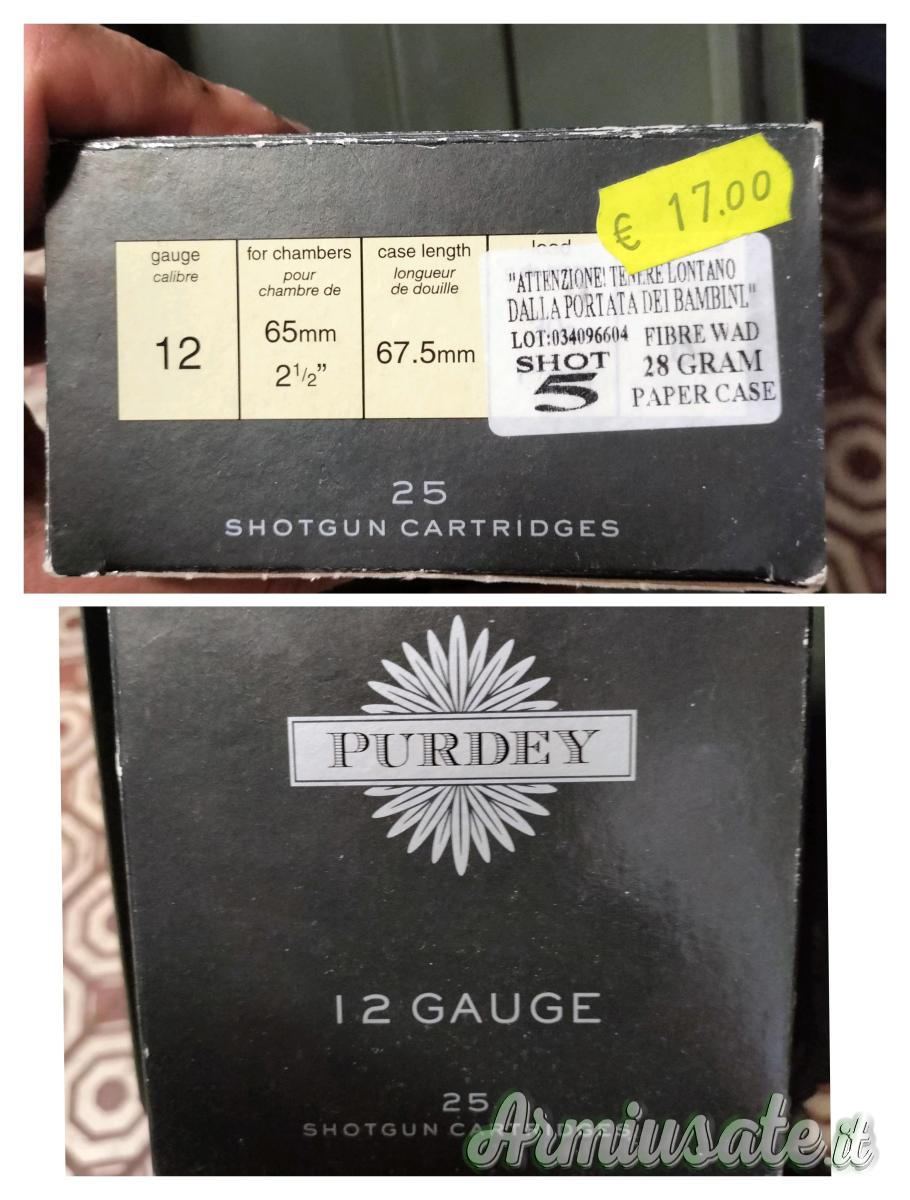 € 17.00
gauge
calibre
12
for chambers
pour
chambre de
65mm
2 1/2"
case length
longueur
de douille
67.5mm
load
"ATTENZIONE! TENERE LONTANO
DALLA PORTATA DEI BAMBINI."
LOT:034096604 FIBRE WAD
SHOT 28 GRAM
5 PAPER CASE
25
SHOTGUN CARTRIDGES
PURDEY
12 GAUGE
25
SHOTGUN CARTRIDGES
Armiusate.it